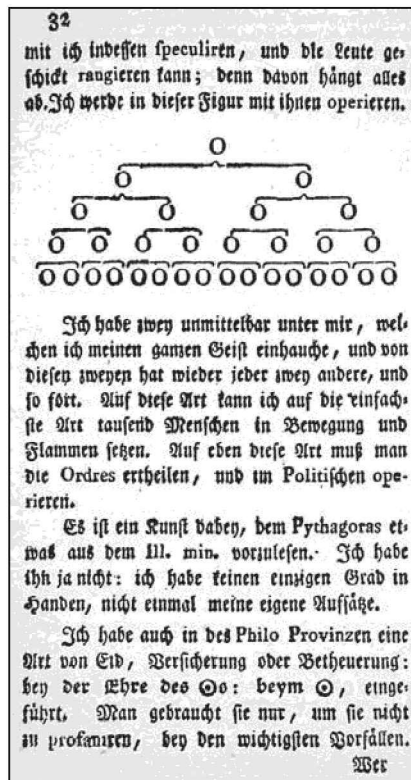 32
mit ich indessen speculiren, und die Leute ge-
schickt rangieren kann; denn davon hängt alles
ab. Ich werde in dieser Figur mit ihnen operieren.
O
O O
O O O O
O O O O O O O O
O O O O O O O O O O O O O O O O
Ich habe zwey unmittelbar unter mir, wel-
chen ich meinen ganzen Geist einhauche, und von
diesen zweyen hat wieder jeder zwey andere, und
so fort. Auf diese Art kann ich auf die einfach-
ste Art tausend Menschen in Bewegung und
Flammen setzen. Auf eben diese Art muß man
die Ordres ertheilen, und im Politischen ope-
rieren.
Es ist ein Kunst dabey, dem Pythagoras et-
was aus dem Ill. min. vorzulesen. Ich habe
ihn ja nicht: ich habe keinen einzigen Grad in
Handen, nicht einmal meine eigene Aufsätze.
Ich habe auch in des Philo Provinzen eine
Art von Eid, Versicherung oder Betheuerung:
bey der Ehre des ⊙s: beym ⊙, einge-
führt. Man gebraucht sie nur, um sie nicht
zu profaniren, bey den wichtigsten Vorfällen.
Wer